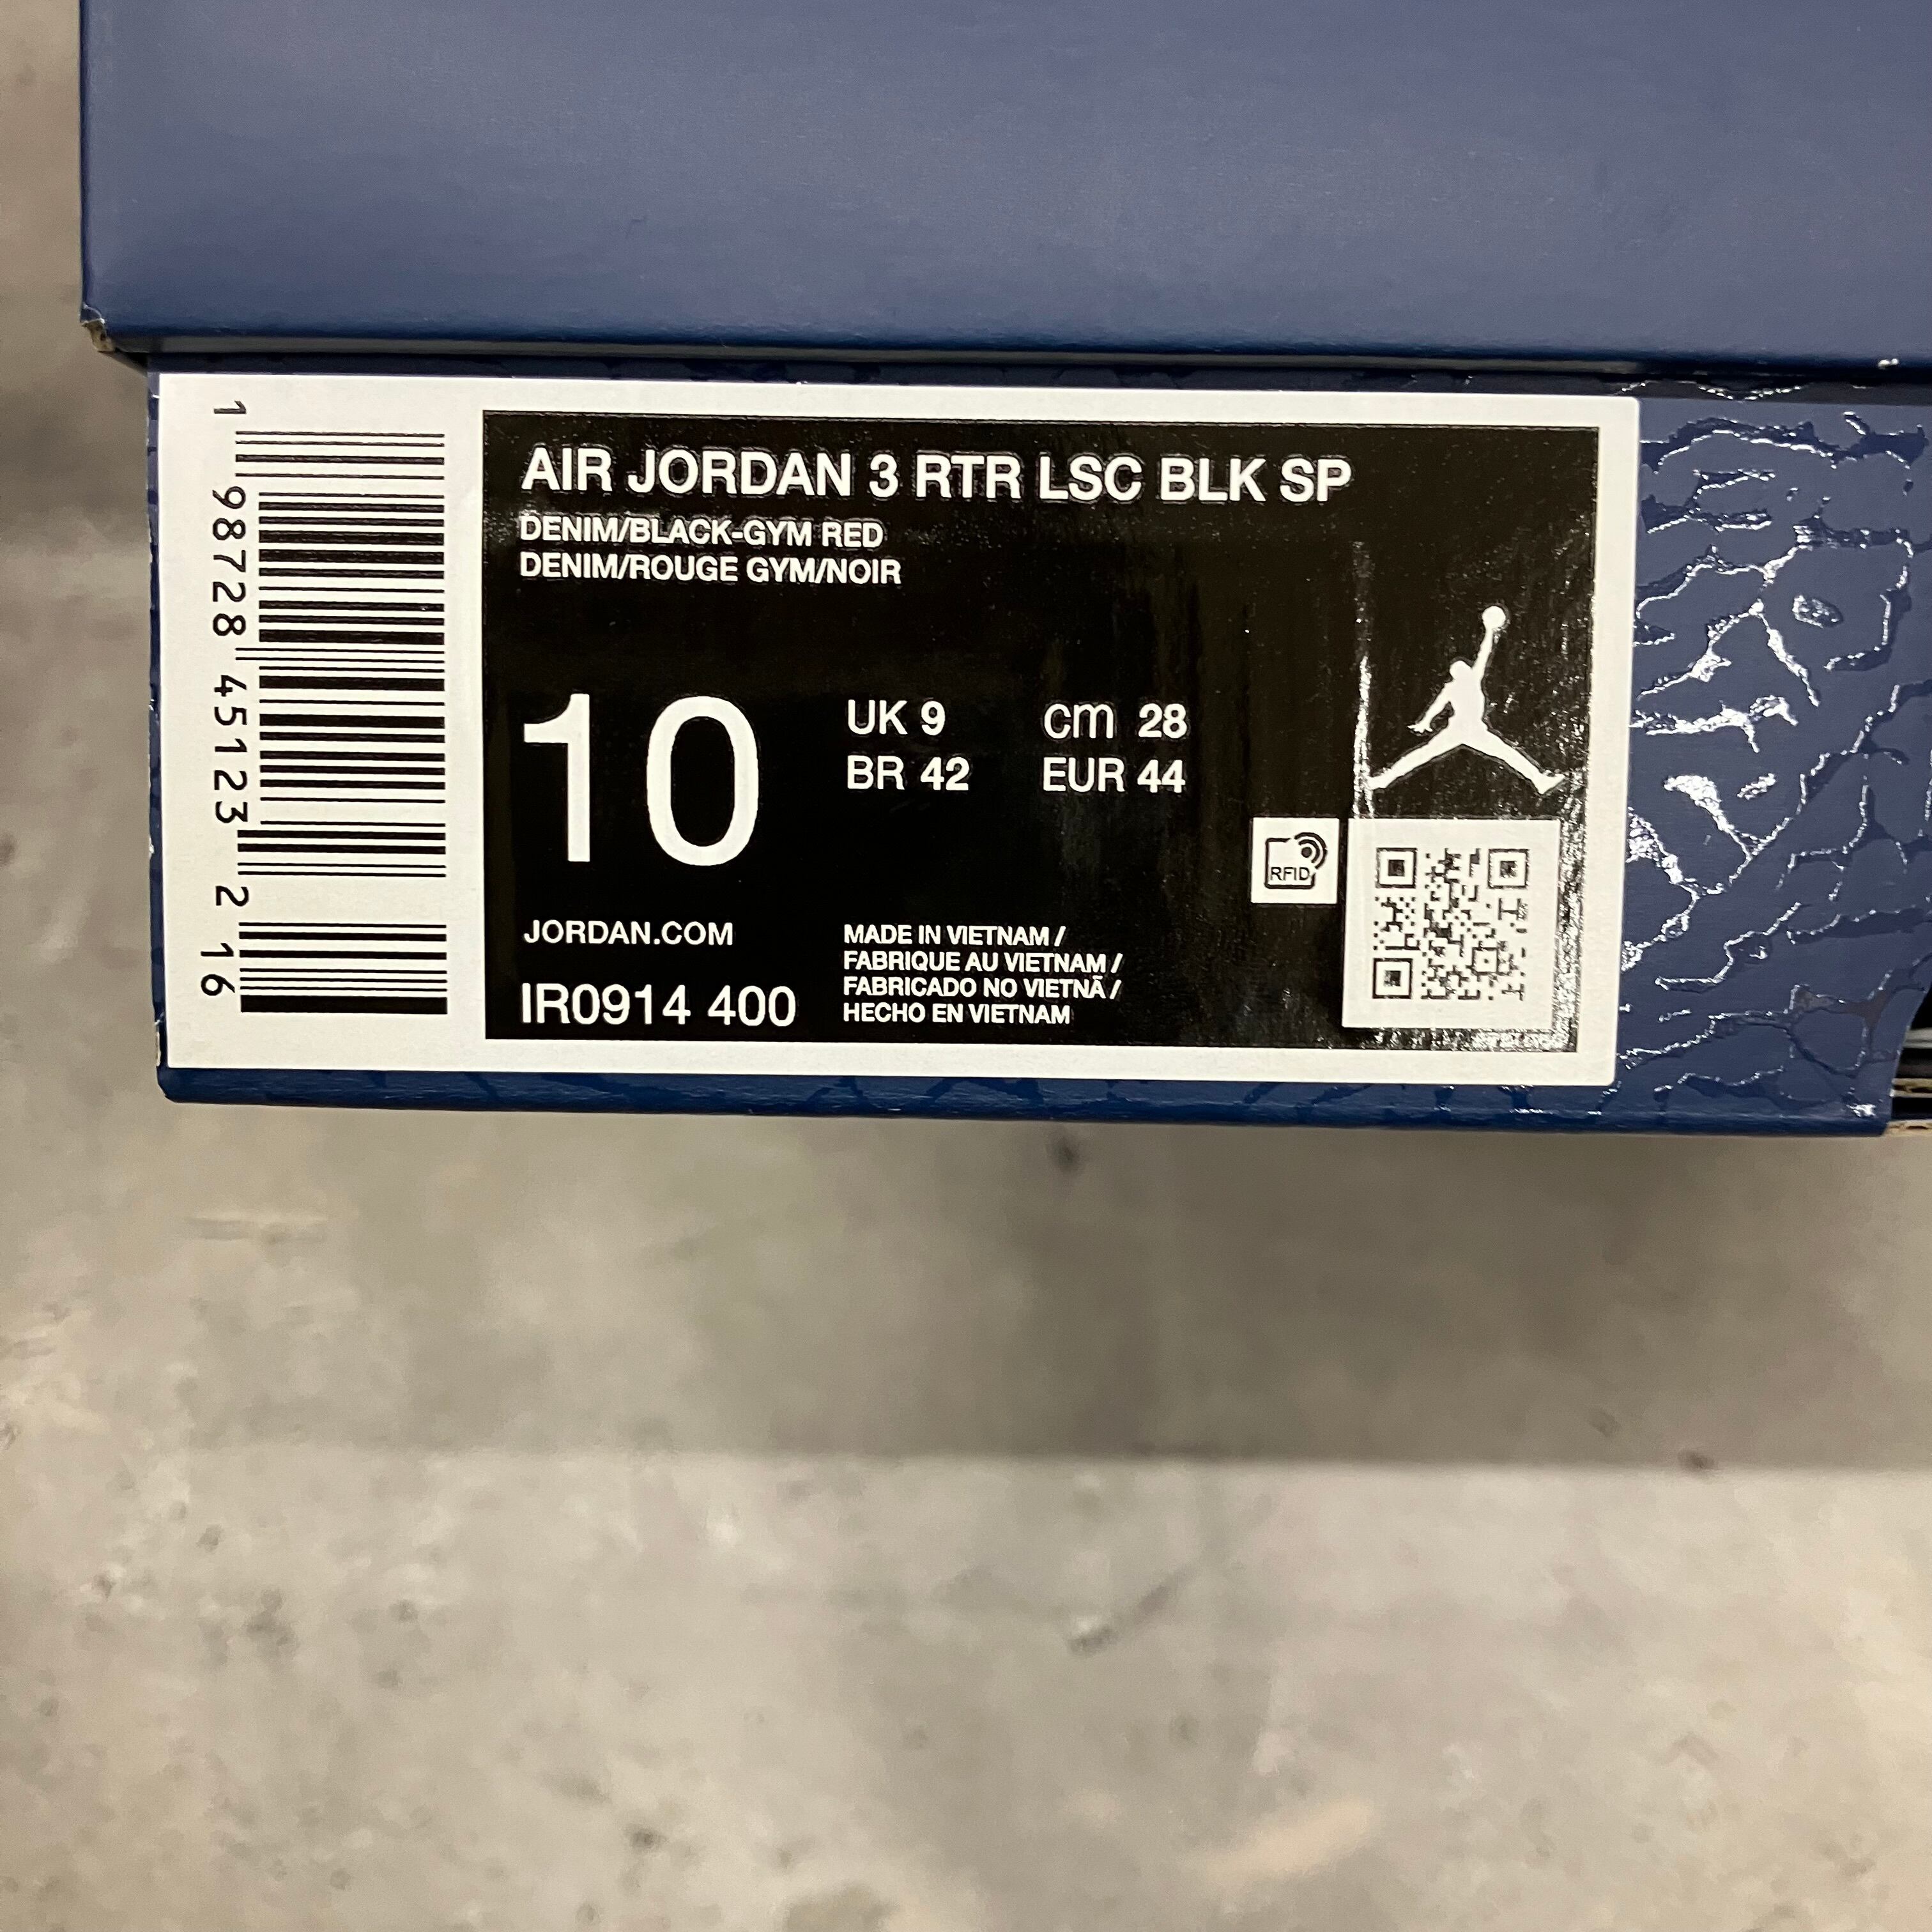 1 98728 45123 2 16
AIR JORDAN 3 RTR LSC BLK SP
DENIM/BLACK-GYM RED
DENIM/ROUGE GYM/NOIR
10
UK 9 cm 28
BR 42 EUR 44
RFID
JORDAN.COM
IR0914 400
MADE IN VIETNAM /
FABRIQUE AU VIETNAM /
FABRICADO NO VIETNÃ /
HECHO EN VIETNAM